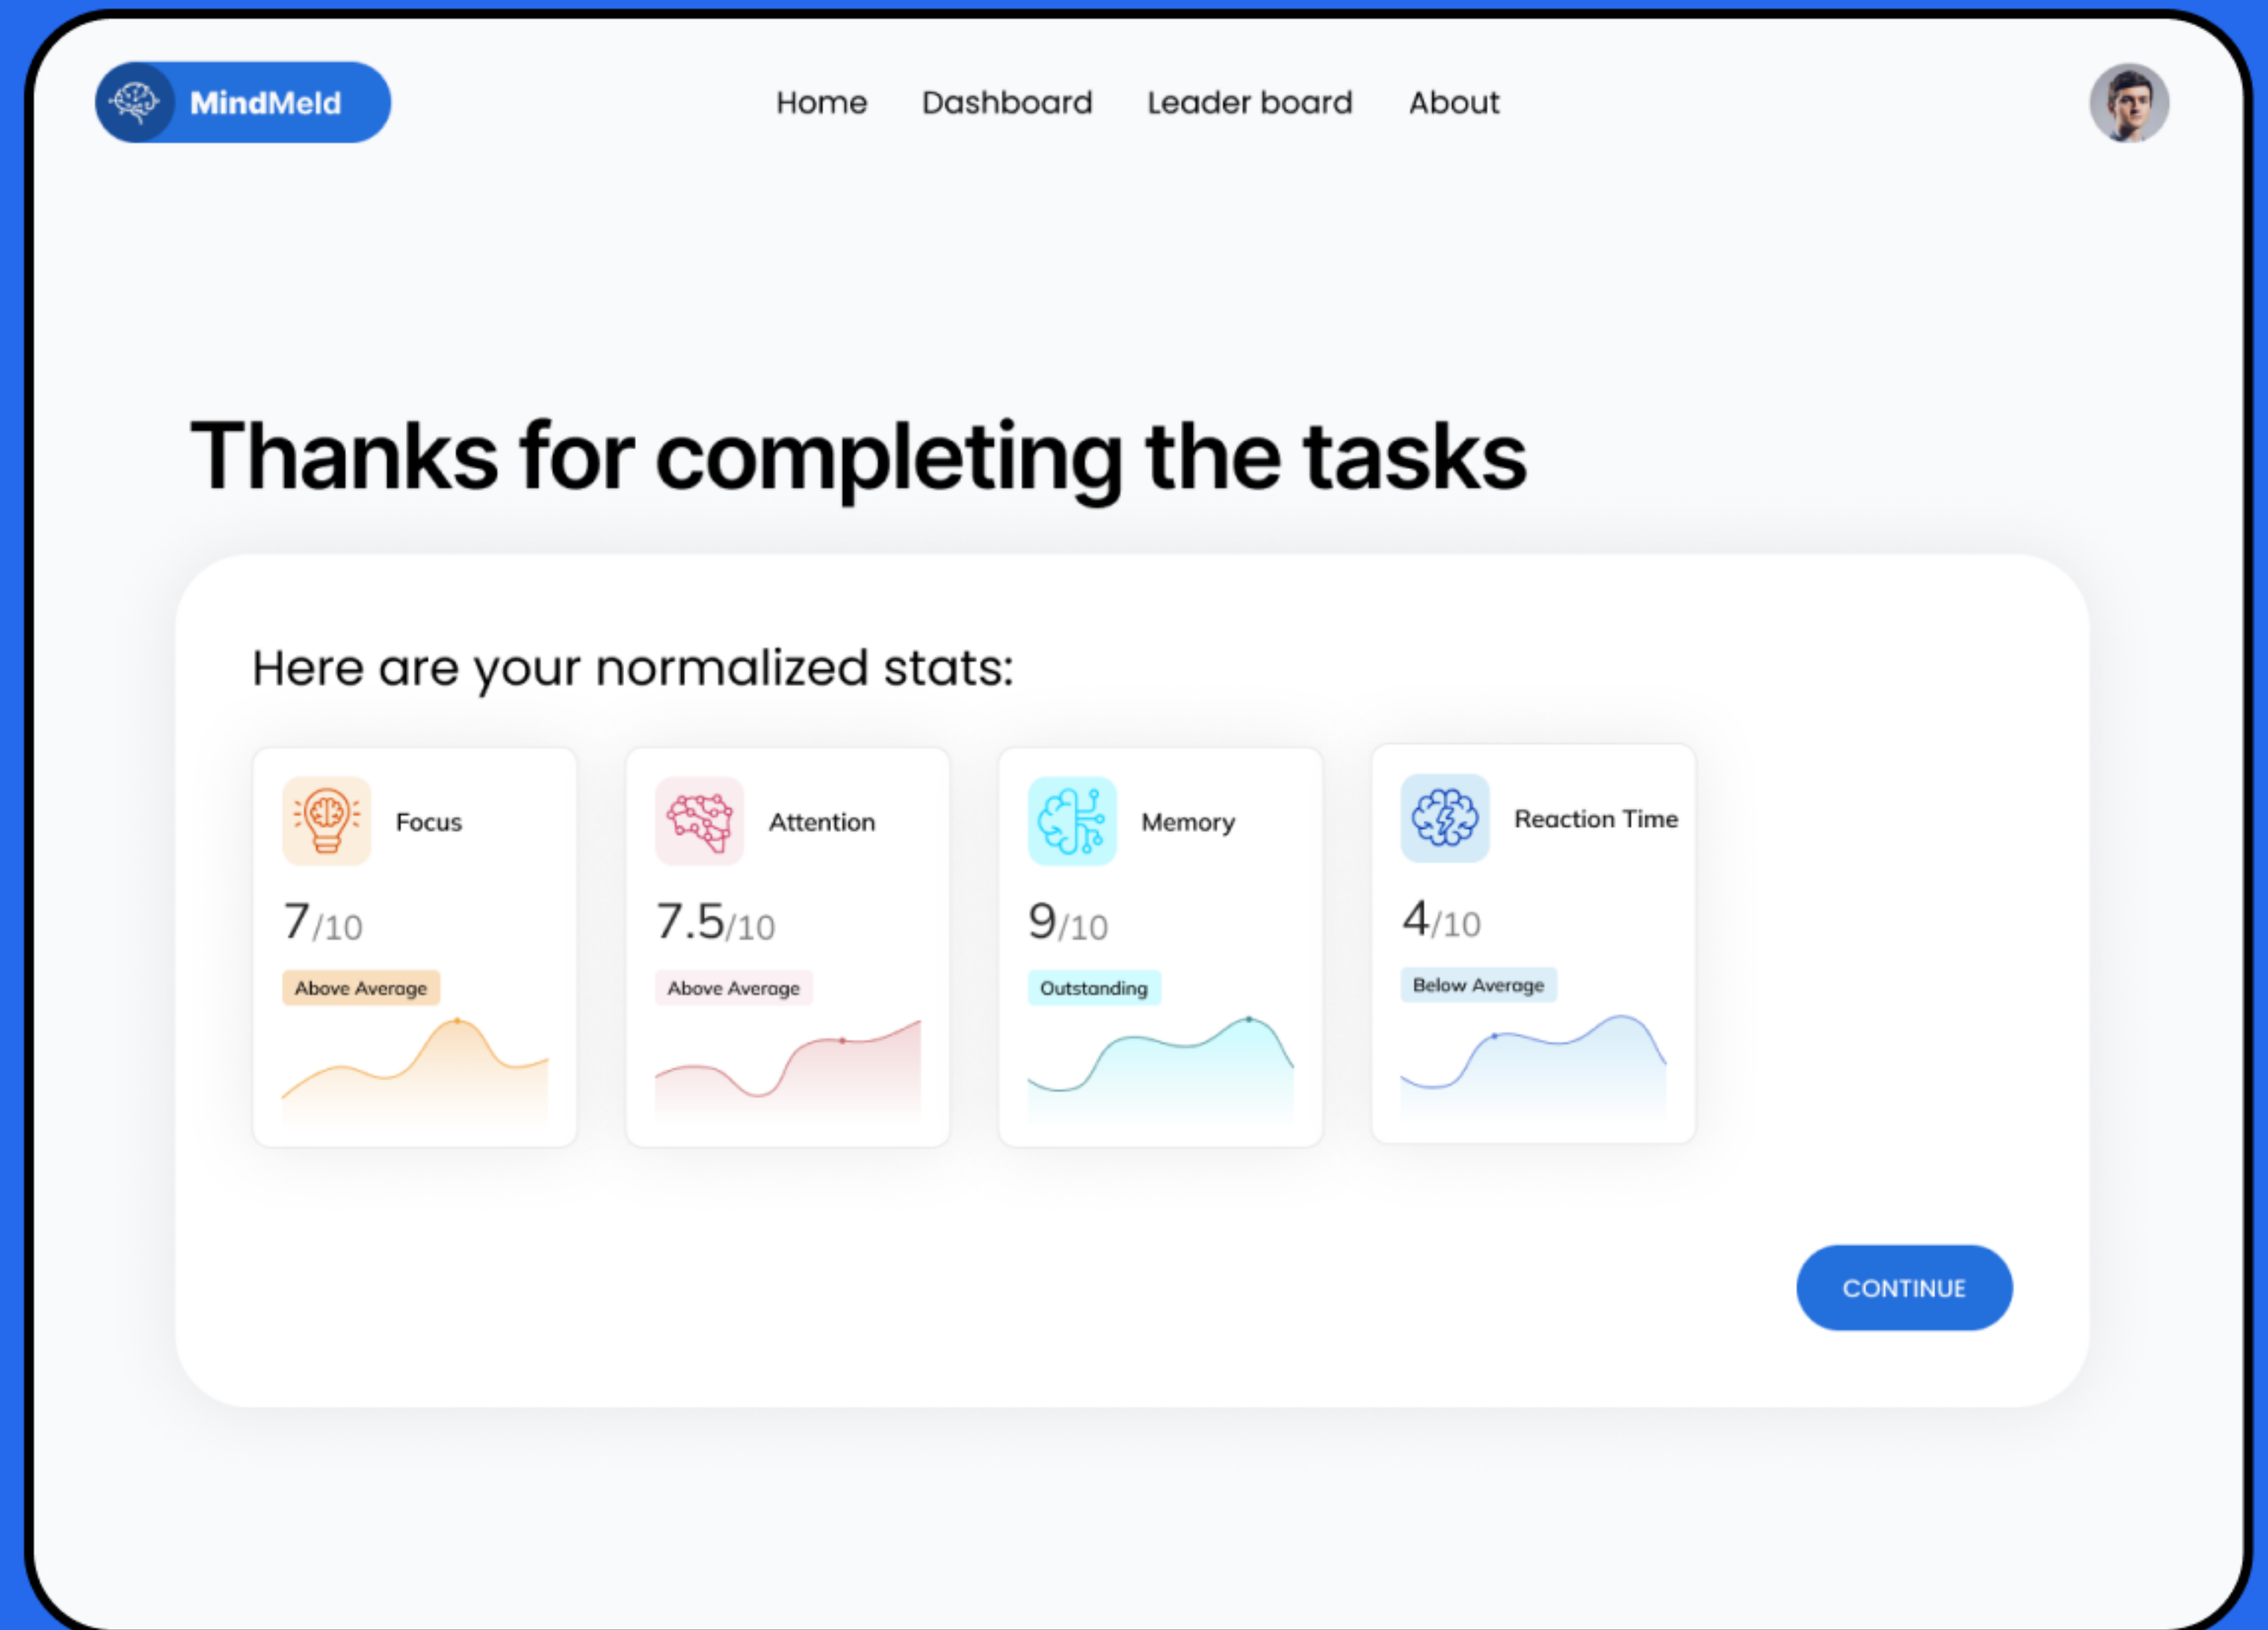 MindMeld
Home Dashboard Leader board About
Thanks for completing the tasks
Here are your normalized stats:
Focus
7/10
Above Average
Attention
7.5/10
Above Average
Memory
9/10
Outstanding
Reaction Time
4/10
Below Average
CONTINUE